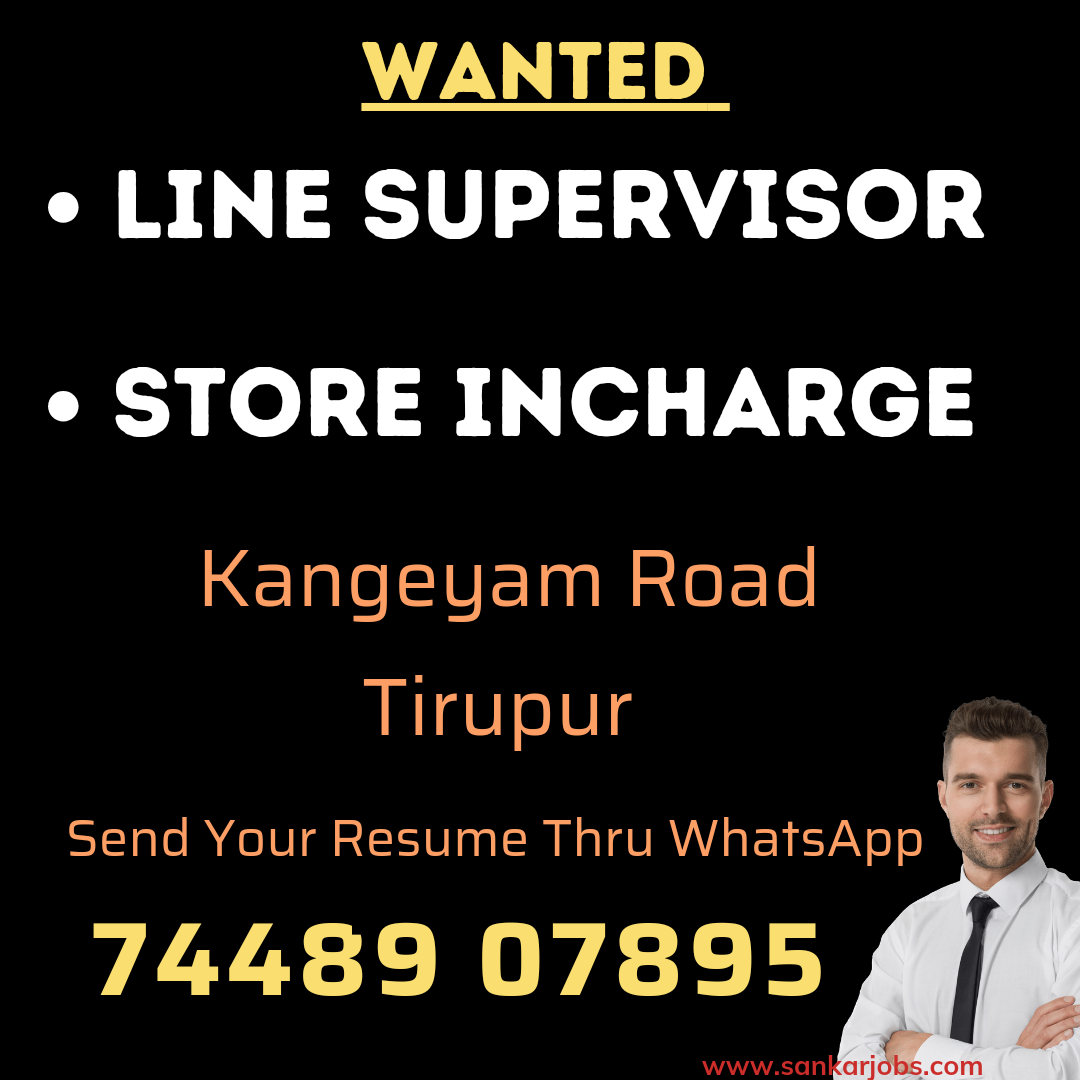 WANTED
• LINE SUPERVISOR
• STORE INCHARGE
Kangeyam Road
Tirupur
Send Your Resume Thru WhatsApp
74489 07895
www.sankarjobs.com